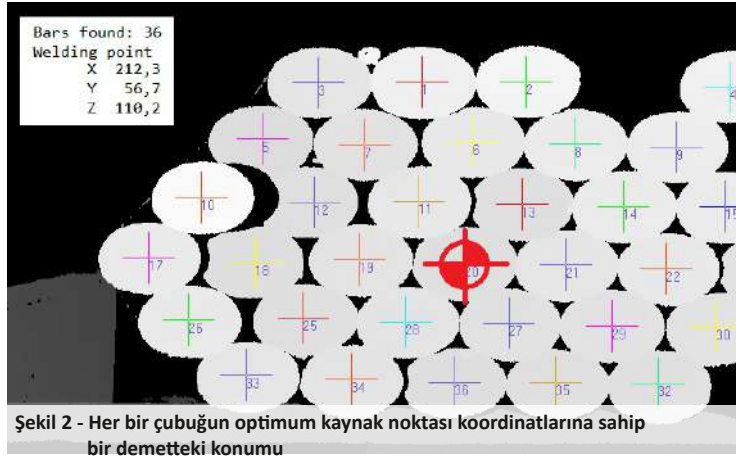 Bars found: 36
Welding point
X 212,3
Y 56,7
Z 110,2
3 1 2 4
5 7 6 8 9
10 12 11 13 14 15
17 18 19 20 21 22
26 25 28 27 29 30
33 34 36 35 32
Şekil 2 - Her bir çubuğun optimum kaynak noktası koordinatlarına sahip
bir demetteki konumu